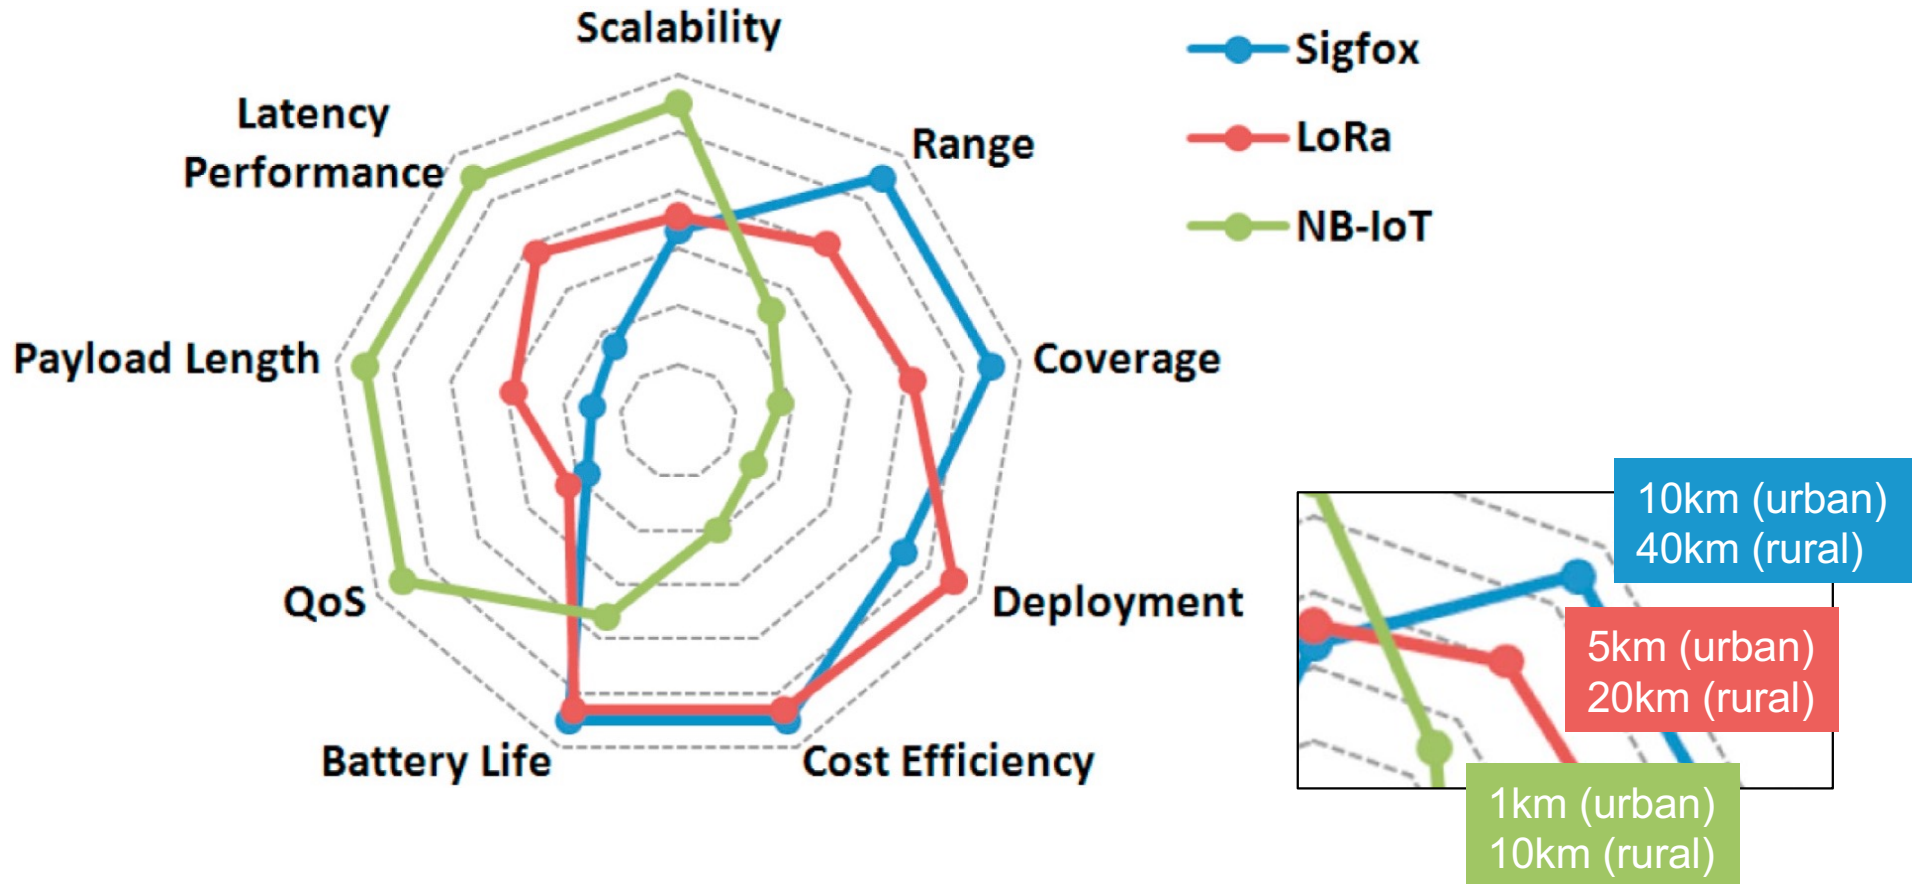 Scalability
Latency
Performance
Range
Payload Length
Coverage
QoS
Deployment
Battery Life
Cost Efficiency
Sigfox
LoRa
NB-IoT
10km (urban)
40km (rural)
5km (urban)
20km (rural)
1km (urban)
10km (rural)